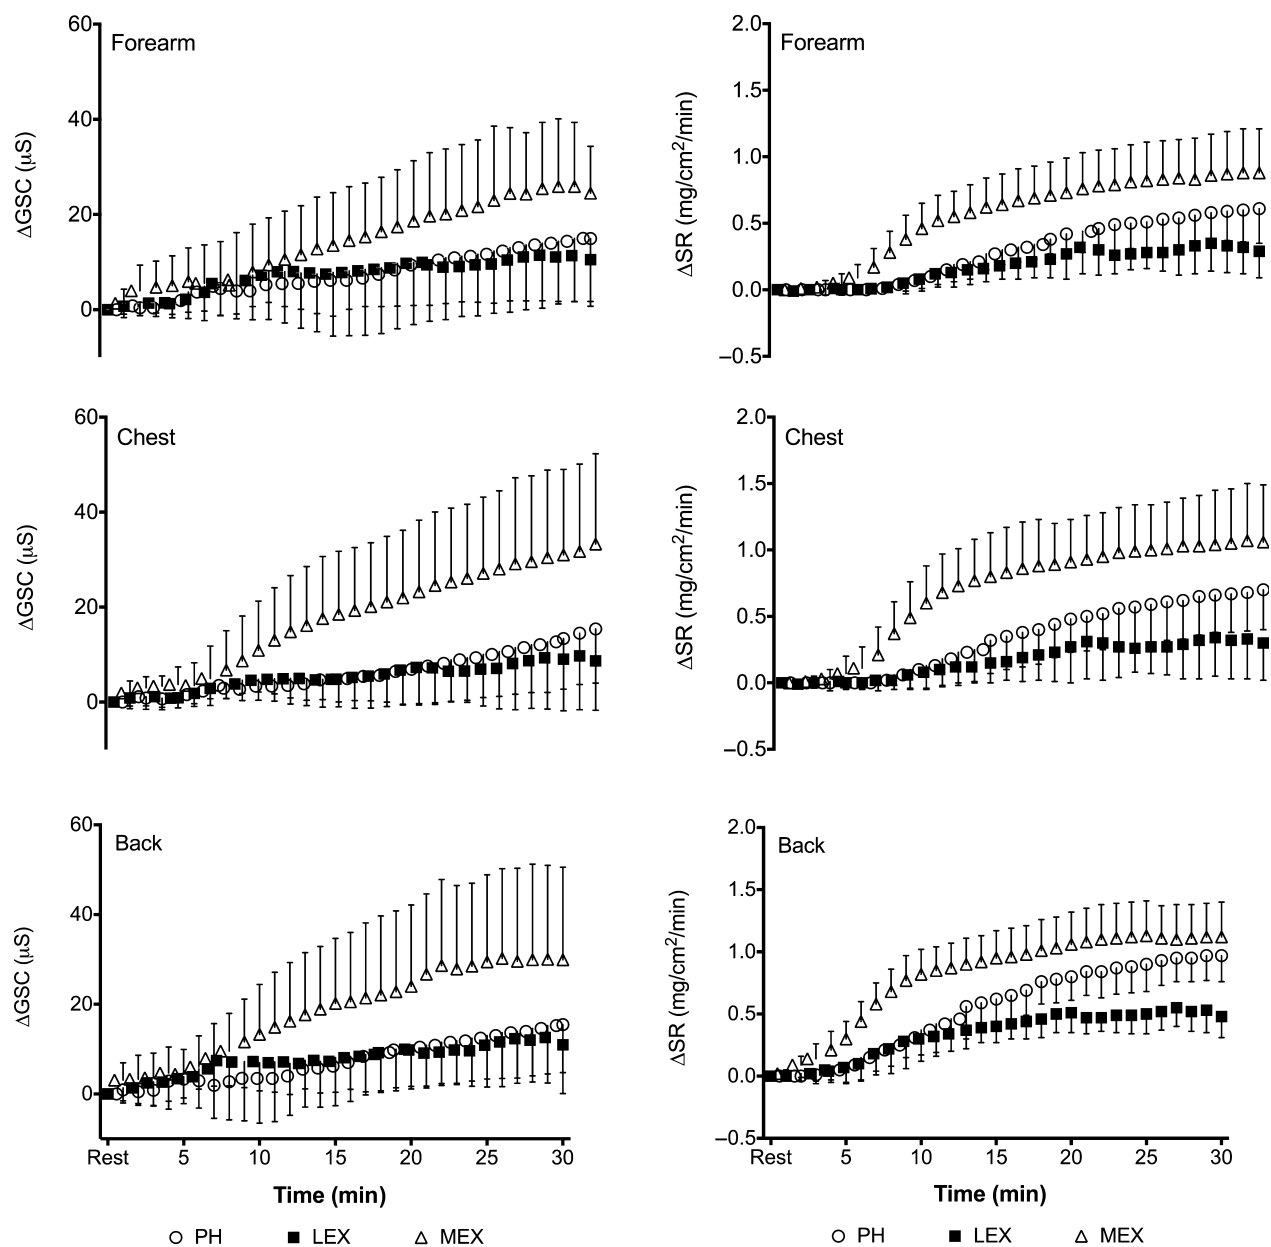 60
40
20
0
Forearm
ΔGSC (μS)
2.0
1.5
1.0
0.5
0.0
–0.5
Forearm
ΔSR (mg/cm²/min)
60
40
20
0
Chest
ΔGSC (μS)
2.0
1.5
1.0
0.5
0.0
–0.5
Chest
ΔSR (mg/cm²/min)
60
40
20
0
Back
ΔGSC (μS)
Rest 5 10 15 20 25 30
Time (min)
PH LEX MEX
2.0
1.5
1.0
0.5
0.0
–0.5
Back
ΔSR (mg/cm²/min)
Rest 5 10 15 20 25 30
Time (min)
PH LEX MEX